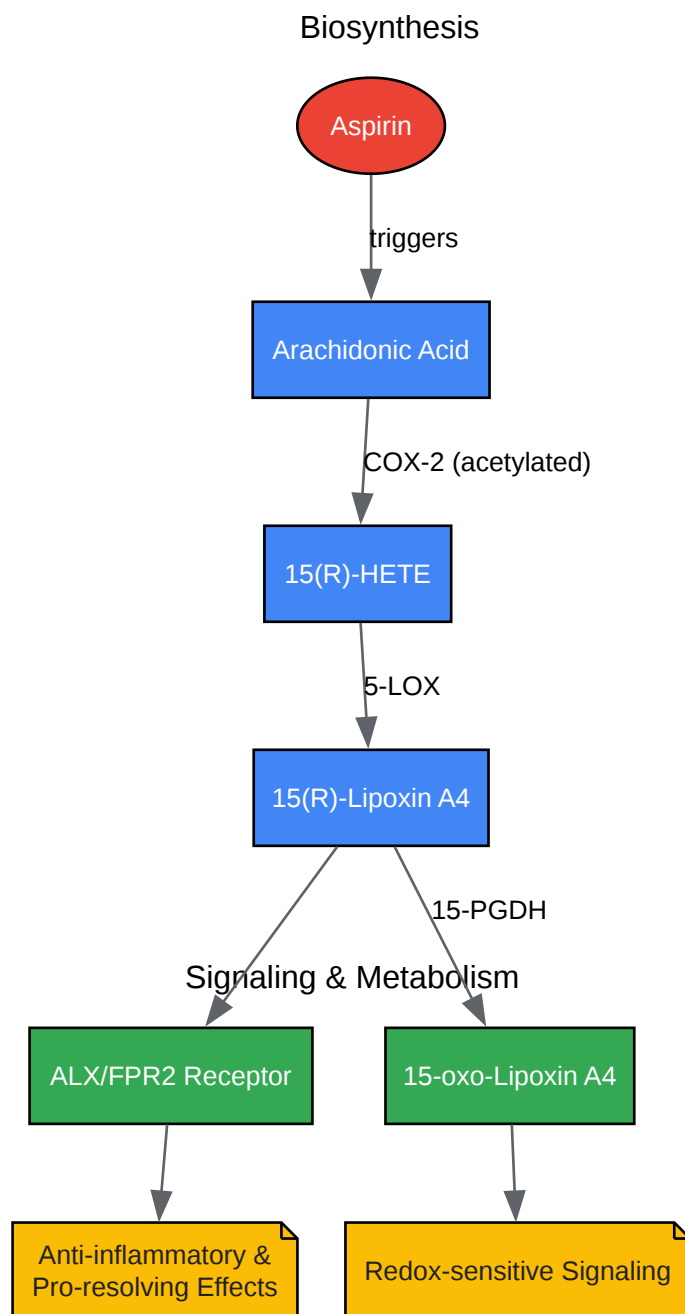 Biosynthesis
Aspirin
triggers
Arachidonic Acid
COX-2 (acetylated)
15(R)-HETE
5-LOX
15(R)-Lipoxin A4
15-PGDH
Signaling & Metabolism
ALX/FPR2 Receptor
15-oxo-Lipoxin A4
Anti-inflammatory &
Pro-resolving Effects
Redox-sensitive Signaling